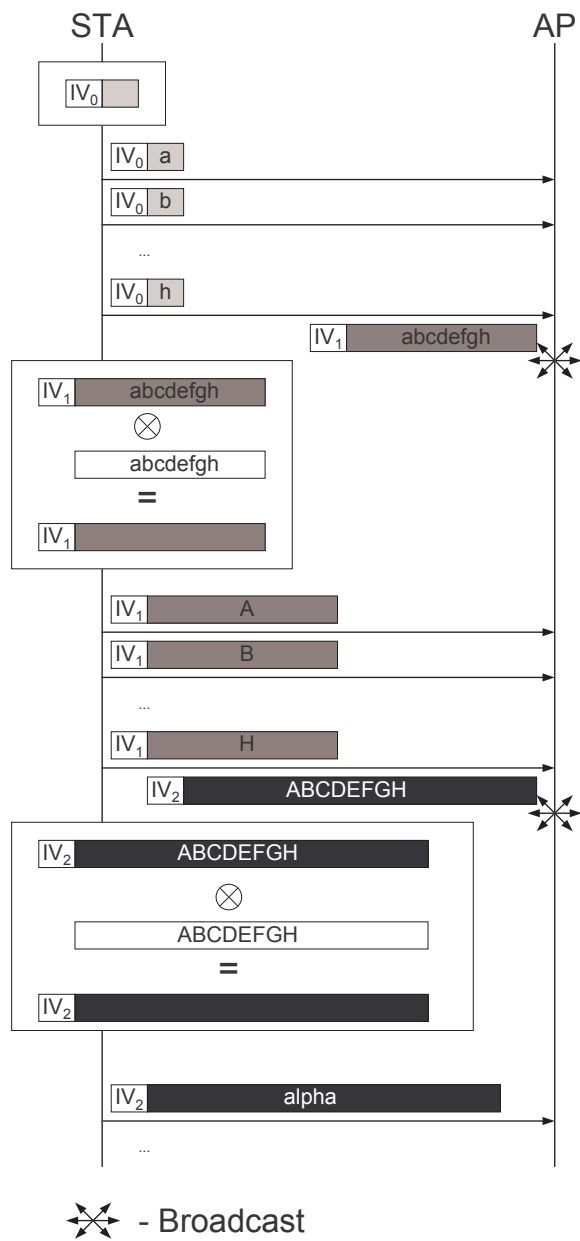 STA AP
IV0
IV0 a
IV0 b
...
IV0 h
IV1 abcdefgh
IV1 abcdefgh
⊗
abcdefgh
=
IV1
IV1 A
IV1 B
...
IV1 H
IV2 ABCDEFGH
IV2 ABCDEFGH
⊗
ABCDEFGH
=
IV2
IV2 alpha
...
- Broadcast